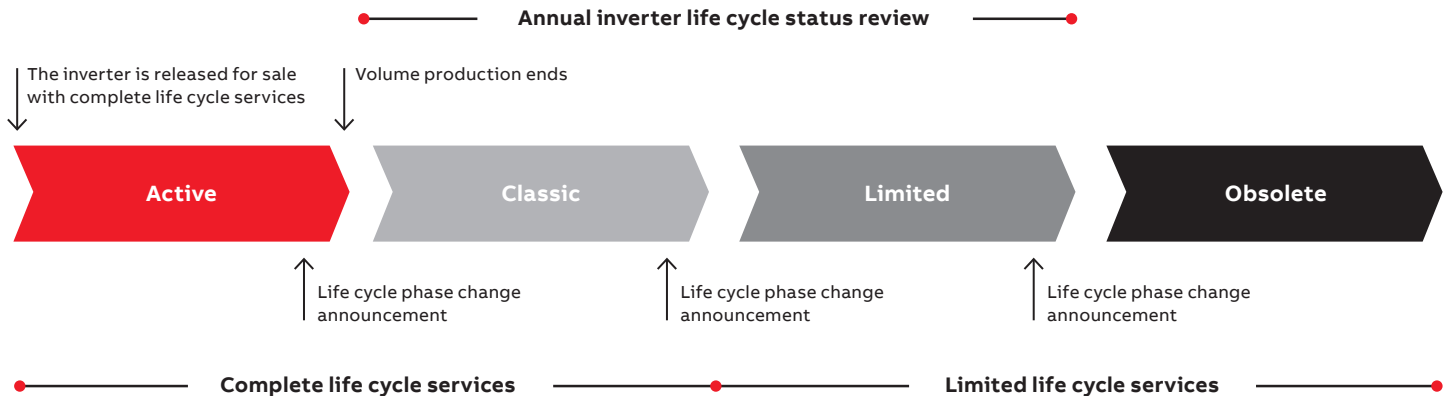 Annual inverter life cycle status review
The inverter is released for sale
with complete life cycle services
Volume production ends
Active
Classic
Limited
Obsolete
Life cycle phase change
announcement
Life cycle phase change
announcement
Life cycle phase change
announcement
Complete life cycle services
Limited life cycle services